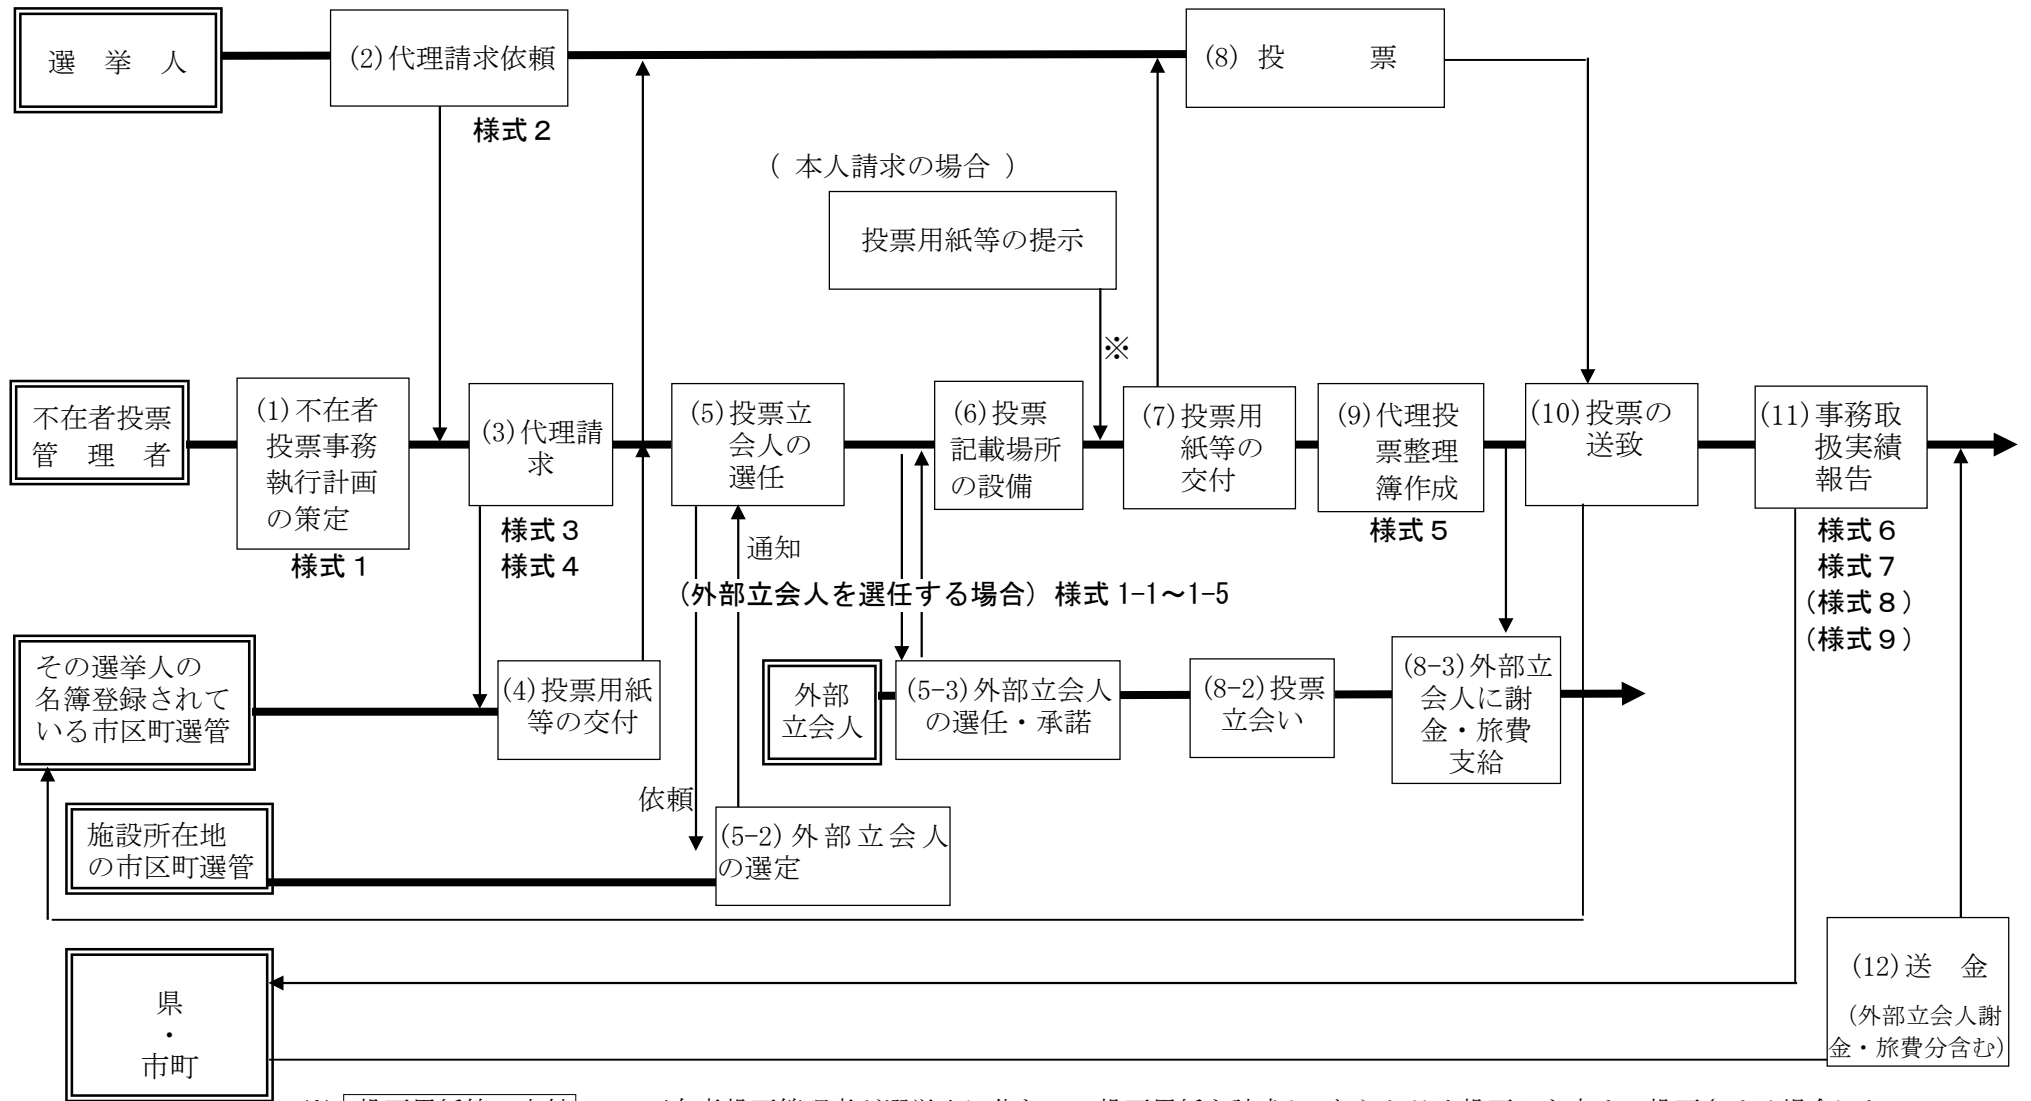 選 挙 人
(2)代理請求依頼
様式２
(8) 投 票
( 本人請求の場合 )
投票用紙等の提示
※
不在者投票
管 理 者
(1)不在者
投票事務
執行計画
の策定
様式１
(3)代理請
求
様式３
様式４
(5)投票立
会人の
選任
(6)投票
記載場所
の設備
(7)投票用
紙等の
交付
(9)代理投
票整理
簿作成
様式５
(10)投票の
送致
(11)事務取
扱実績
報告
様式６
様式７
(様式８)
(様式９)
通知
(外部立会人を選任する場合) 様式 1-1～1-5
その選挙人の
名簿登録されて
いる市区町選管
(4)投票用紙
等の交付
外部
立会人
(5-3)外部立会人
の選任・承諾
(8-2)投票
立会い
(8-3)外部立
会人に謝
金・旅費
支給
依頼
施設所在地
の市区町選管
(5-2)外部立会人
の選定
県
・
市町
(12)送 金
(外部立会人謝
金・旅費分含む)